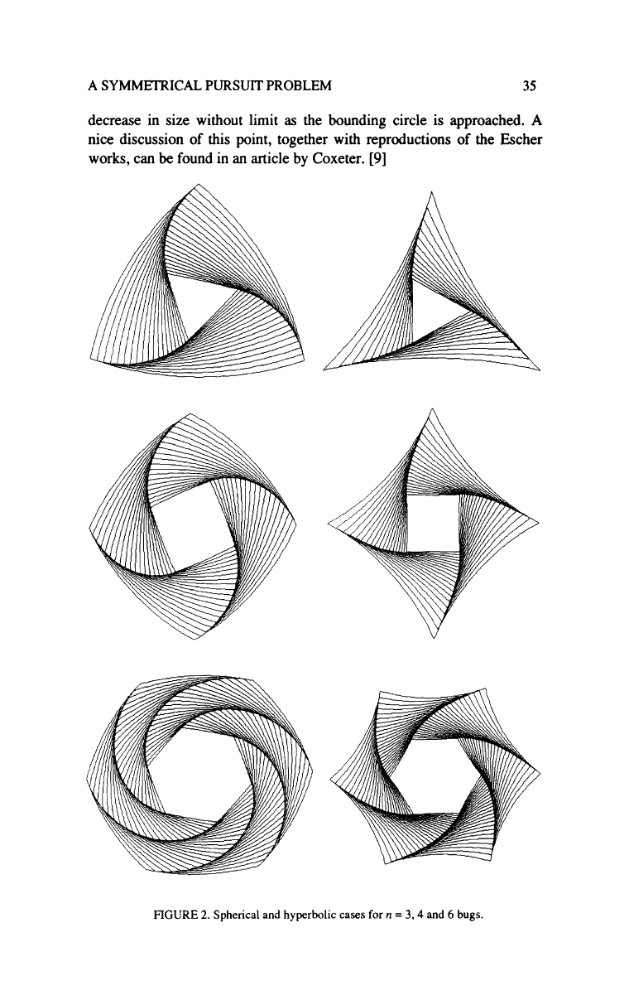 A SYMMETRICAL PURSUIT PROBLEM 35
decrease in size without limit as the bounding circle is approached. A
nice discussion of this point, together with reproductions of the Escher
works, can be found in an article by Coxeter. [9]
FIGURE 2. Spherical and hyperbolic cases for n = 3, 4 and 6 bugs.